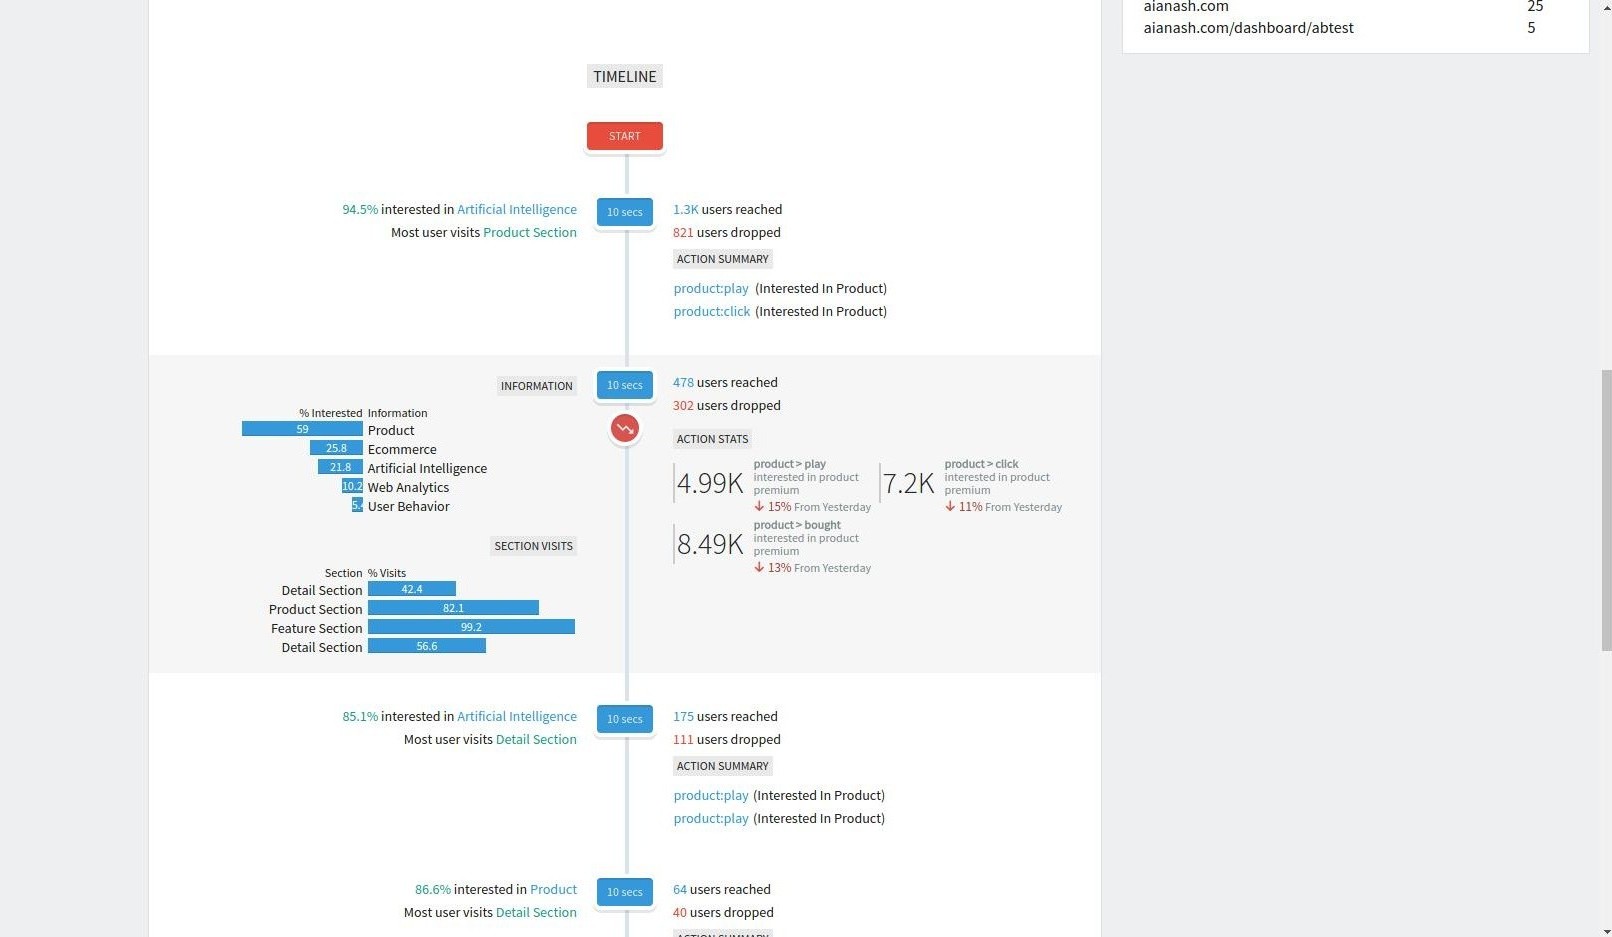 aianash.com 25
aianash.com/dashboard/abtest 5
TIMELINE
START
94.5% interested in Artificial Intelligence
Most user visits Product Section
10 secs
1.3K users reached
821 users dropped
ACTION SUMMARY
product:play (Interested In Product)
product:click (Interested In Product)
INFORMATION
% Interested Information
59 Product
25.8 Ecommerce
21.8 Artificial Intelligence
10.2 Web Analytics
5.4 User Behavior
SECTION VISITS
Section % Visits
Detail Section 42.4
Product Section 82.1
Feature Section 99.2
Detail Section 56.6
10 secs
478 users reached
302 users dropped
ACTION STATS
4.99K
product > play
interested in product
premium
15% From Yesterday
7.2K
product > click
interested in product
premium
11% From Yesterday
8.49K
product > bought
interested in product
premium
13% From Yesterday
85.1% interested in Artificial Intelligence
Most user visits Detail Section
10 secs
175 users reached
111 users dropped
ACTION SUMMARY
product:play (Interested In Product)
product:play (Interested In Product)
86.6% interested in Product
Most user visits Detail Section
10 secs
64 users reached
40 users dropped
ACTION SUMMARY